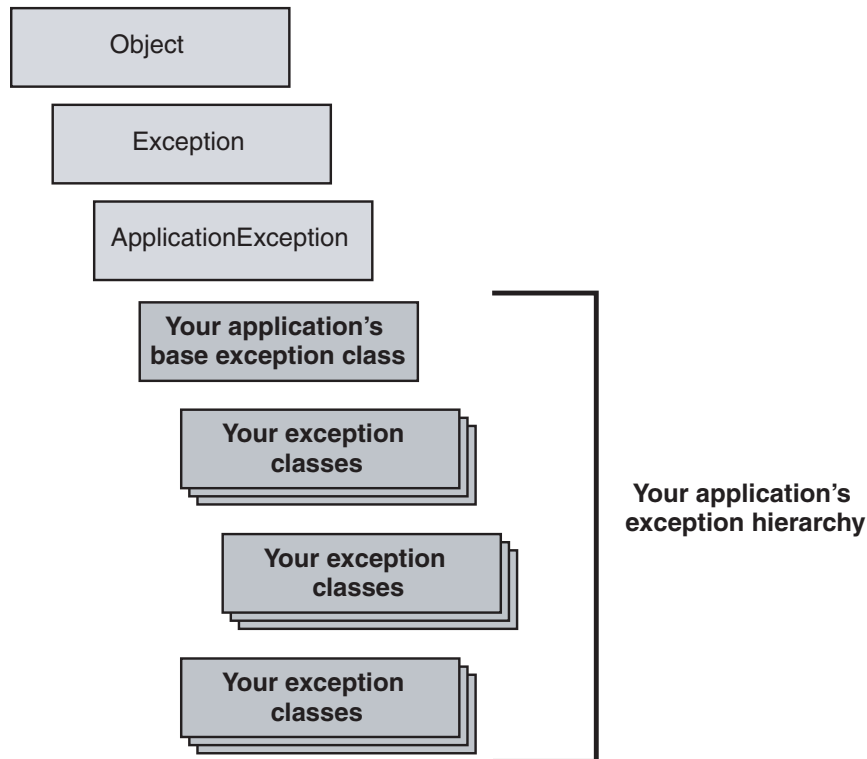 Object
Exception
ApplicationException
Your application’s
base exception class
Your exception
classes
Your exception
classes
Your exception
classes
Your application’s
exception hierarchy